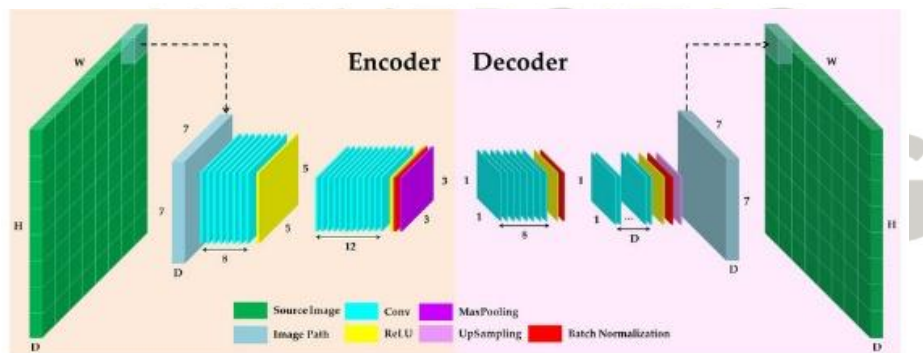 Encoder Decoder
W
W
7
7
5
3
1
1
7
7
H
5
3
1
1
8
12
8
...
D
D
D
H
D
D
Source Image Conv MaxPooling
Image Path ReLU UpSampling Batch Normalization